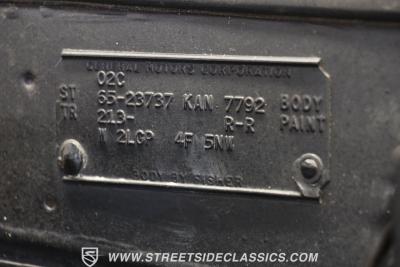 GENERAL MOTORS CORPORATION
02C
ST 65-23737 KAN 7792 BODY
TR 213- R-R PAINT
W 2LGP 4F 5NW
BODY BY FISHER
WWW.STREETSIDECLASSICS.COM